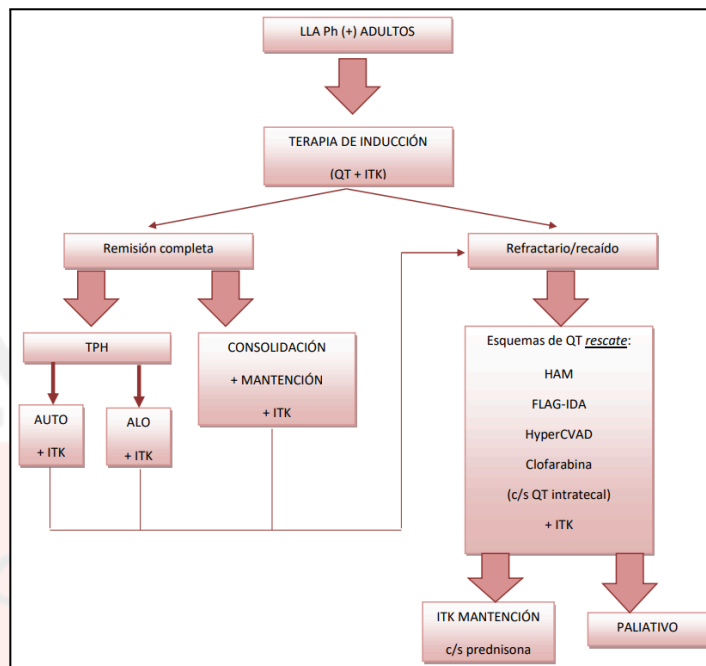 LLA Ph (+) ADULTOS
TERAPIA DE INDUCCIÓN
(QT + ITK)
Remisión completa
Refractario/recaído
TPH
AUTO
+ ITK
ALO
+ ITK
CONSOLIDACIÓN
+ MANTENCIÓN
+ ITK
Esquemas de QT rescate:
HAM
FLAG-IDA
HyperCVAD
Clofarabina
(c/s QT intratecal)
+ ITK
ITK MANTENCIÓN
c/s prednisona
PALIATIVO